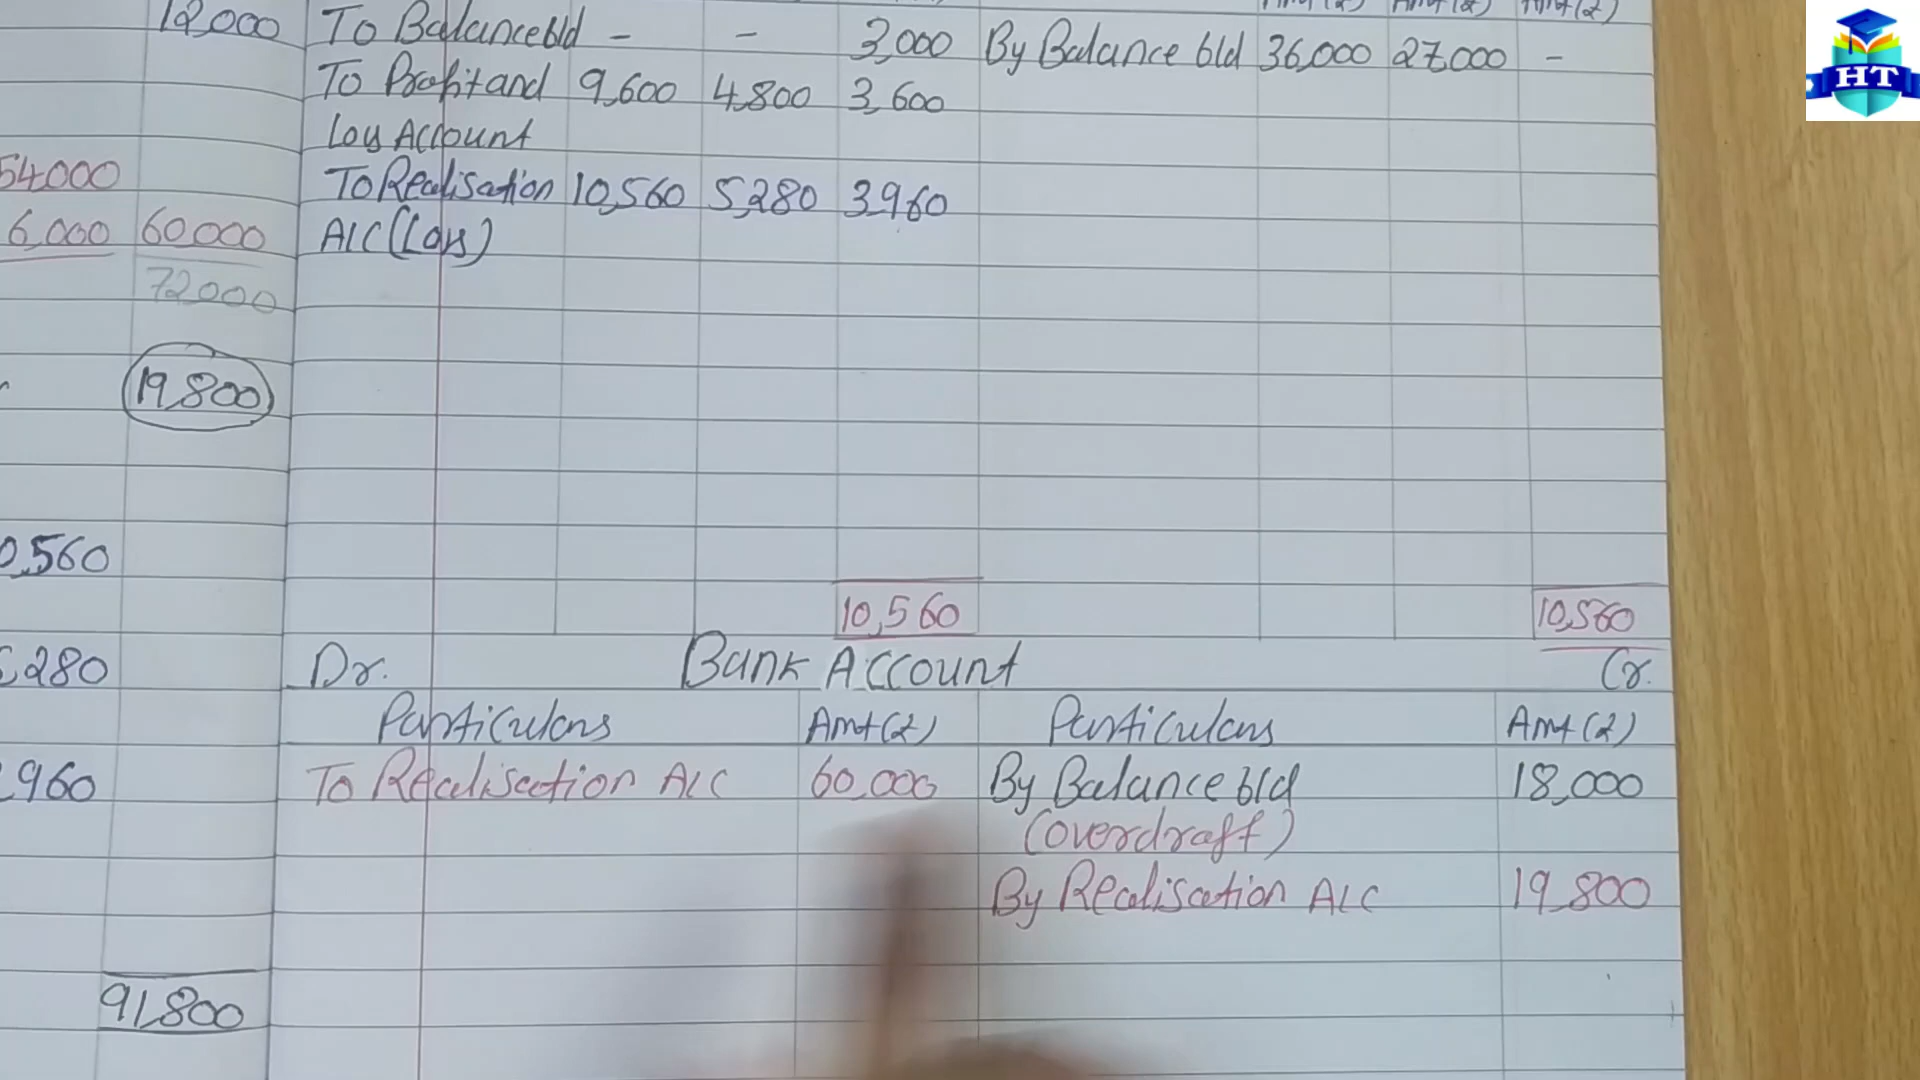 12,000 To Balance b/d - - 3,000 By Balance b/d 36,000 27,000 -
To Profit and 9,600 4,800 3,600
Loss Account
54,000 To Realisation 10,560 5,280 3,960
6,000 60,000 A/C (Loss)
72,000
19,800
0,560
10,560 10,560
,280 Dr. Bank Account Cr.
Particulars Amt(₹) Particulars Amt(₹)
,960 To Realisation A/C 60,000 By Balance b/d 18,000
(overdraft)
By Realisation A/C 19,800
91,800
HT